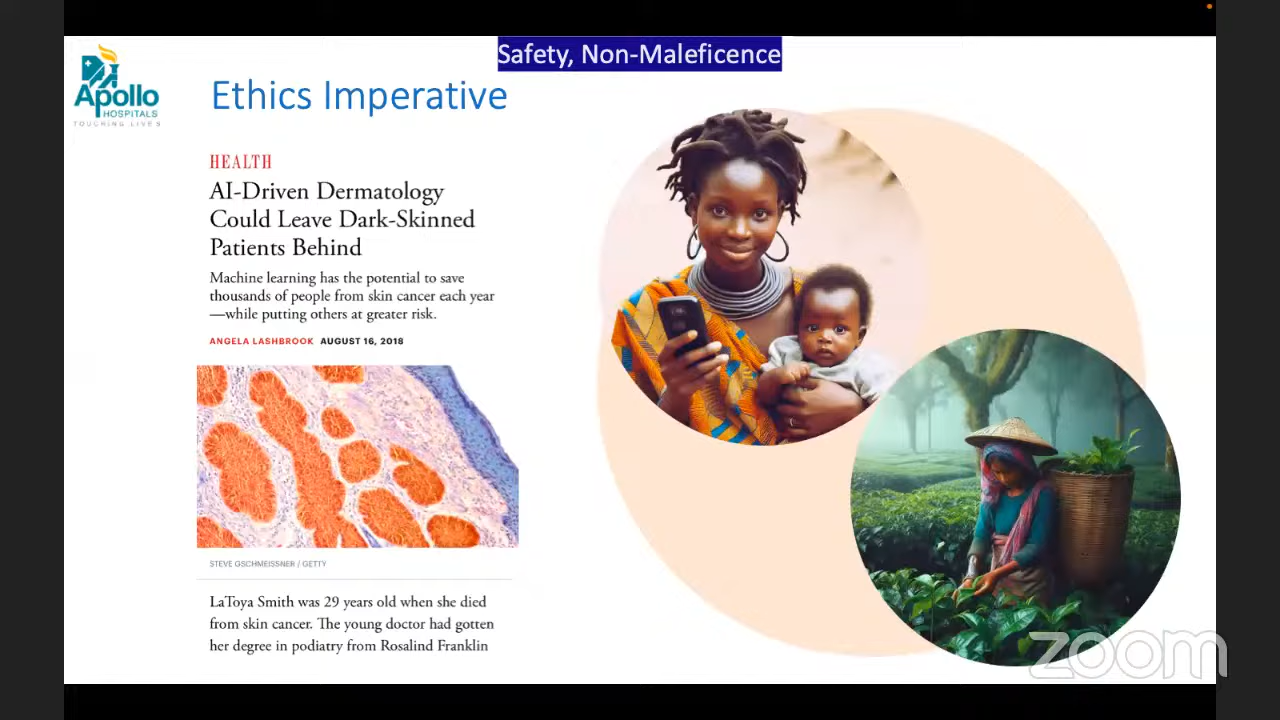 Safety, Non-Maleficence
Apollo
HOSPITALS
TOUCHING LIVES
Ethics Imperative
HEALTH
AI-Driven Dermatology
Could Leave Dark-Skinned
Patients Behind
Machine learning has the potential to save
thousands of people from skin cancer each year
—while putting others at greater risk.
ANGELA LASHBROOK AUGUST 16, 2018
STEVE GSCHMEISSNER / GETTY
LaToya Smith was 29 years old when she died
from skin cancer. The young doctor had gotten
her degree in podiatry from Rosalind Franklin
zoom